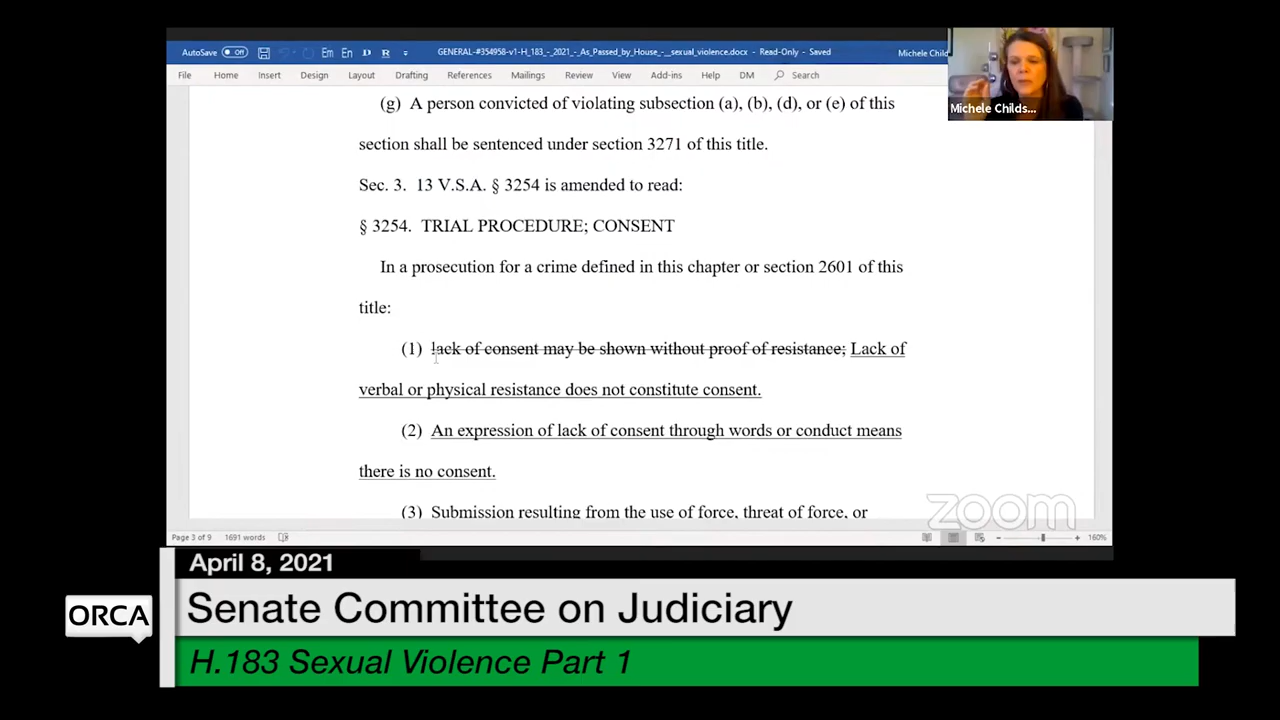 AutoSave Off GENERAL-#354958-v1-H_183_-_2021_-_As_Passed_by_House_-_sexual_violence.docx - Read-Only - Saved Michele Child
File Home Insert Design Layout Drafting References Mailings Review View Add-ins Help DM Search
Michele Childs...
(g) A person convicted of violating subsection (a), (b), (d), or (e) of this
section shall be sentenced under section 3271 of this title.
Sec. 3. 13 V.S.A. § 3254 is amended to read:
§ 3254. TRIAL PROCEDURE; CONSENT
In a prosecution for a crime defined in this chapter or section 2601 of this
title:
(1) lack of consent may be shown without proof of resistance; Lack of
verbal or physical resistance does not constitute consent.
(2) An expression of lack of consent through words or conduct means
there is no consent.
(3) Submission resulting from the use of force, threat of force, or
zoom
Page 3 of 9 1691 words 160%
April 8, 2021
ORCA
Senate Committee on Judiciary
H.183 Sexual Violence Part 1